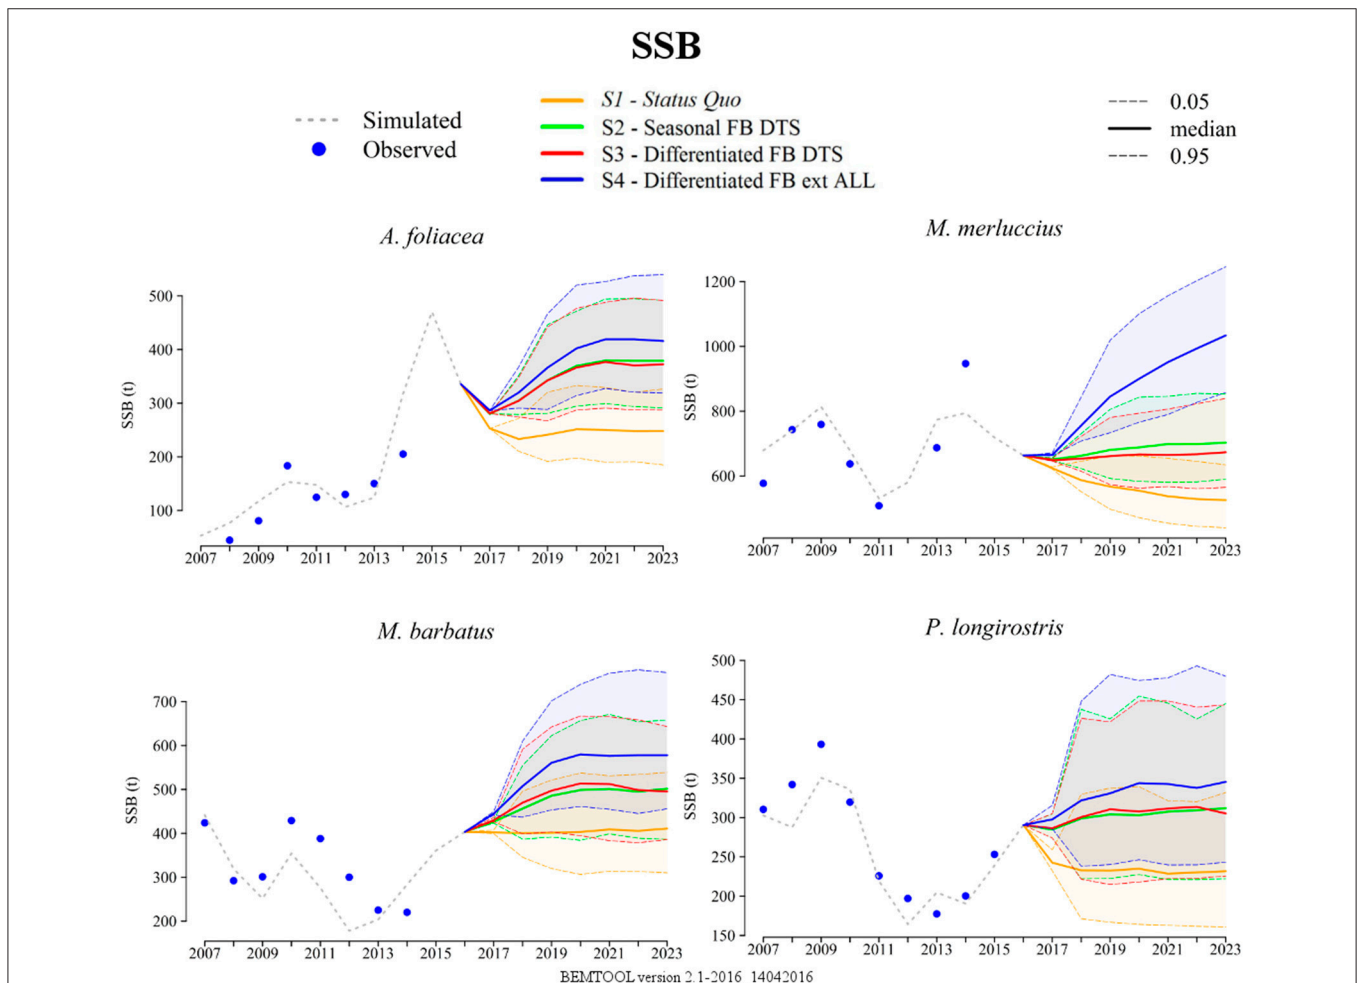 SSB
Simulated
Observed
S1 - Status Quo
S2 - Seasonal FB DTS
S3 - Differentiated FB DTS
S4 - Differentiated FB ext ALL
0.05
median
0.95
A. foliacea
SSB (t)
500
400
300
200
100
2007 2009 2011 2013 2015 2017 2019 2021 2023
M. merluccius
SSB (t)
1200
1000
800
600
2007 2009 2011 2013 2015 2017 2019 2021 2023
M. barbatus
SSB (t)
700
600
500
400
300
200
2007 2009 2011 2013 2015 2017 2019 2021 2023
P. longirostris
SSB (t)
500
450
400
350
300
250
200
150
2007 2009 2011 2013 2015 2017 2019 2021 2023
BEMTOOL version 2.1-2016_14042016